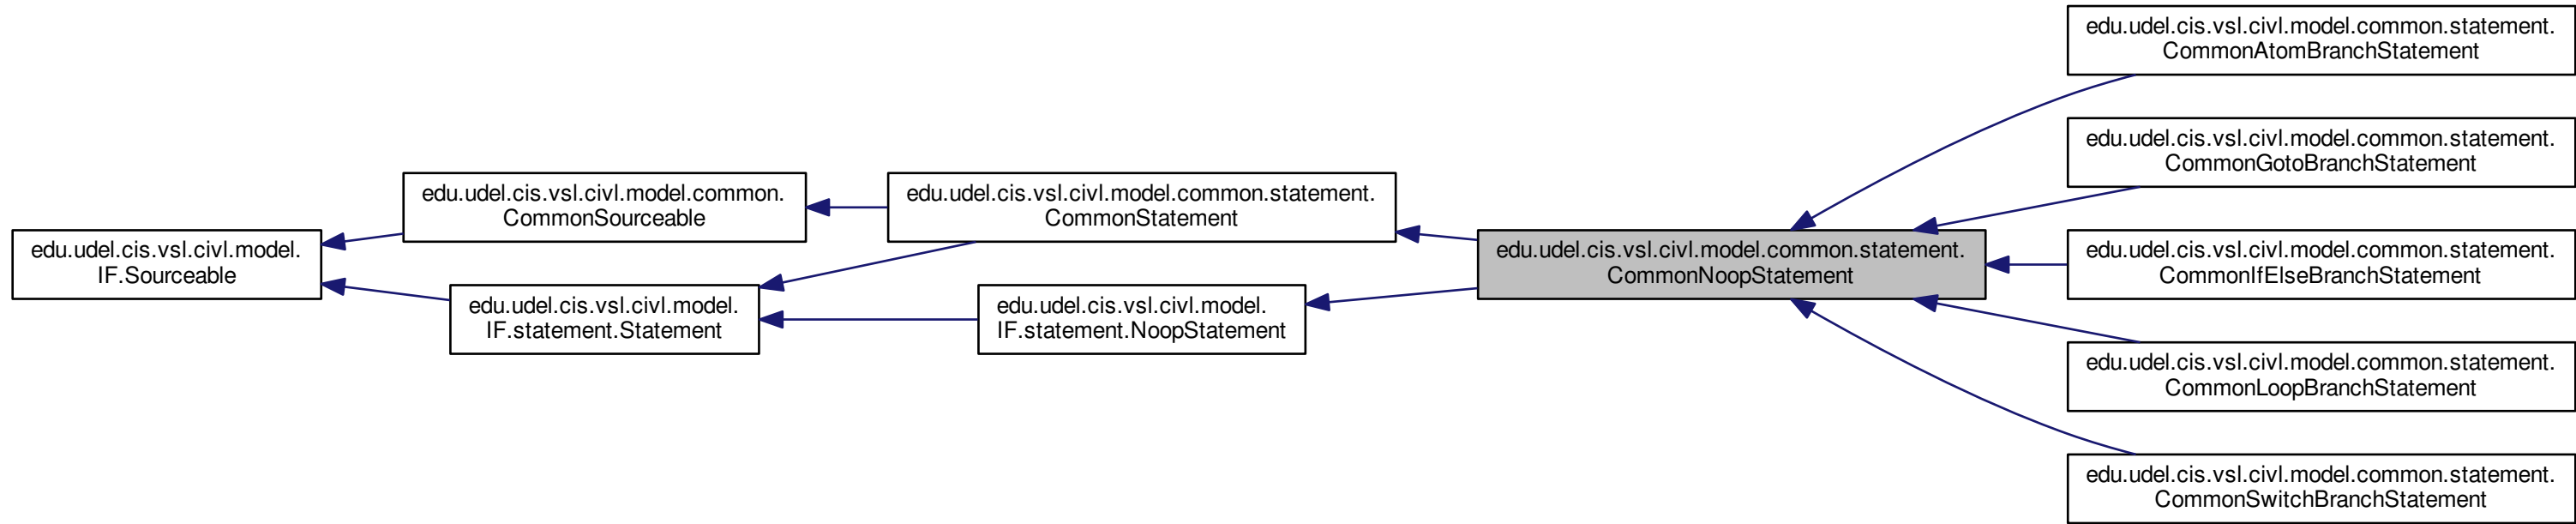 edu.udel.cis.vsl.civl.model.
IF.Sourceable
edu.udel.cis.vsl.civl.model.common.
CommonSourceable
edu.udel.cis.vsl.civl.model.
IF.statement.Statement
edu.udel.cis.vsl.civl.model.common.statement.
CommonStatement
edu.udel.cis.vsl.civl.model.
IF.statement.NoopStatement
edu.udel.cis.vsl.civl.model.common.statement.
CommonNoopStatement
edu.udel.cis.vsl.civl.model.common.statement.
CommonAtomBranchStatement
edu.udel.cis.vsl.civl.model.common.statement.
CommonGotoBranchStatement
edu.udel.cis.vsl.civl.model.common.statement.
CommonIfElseBranchStatement
edu.udel.cis.vsl.civl.model.common.statement.
CommonLoopBranchStatement
edu.udel.cis.vsl.civl.model.common.statement.
CommonSwitchBranchStatement